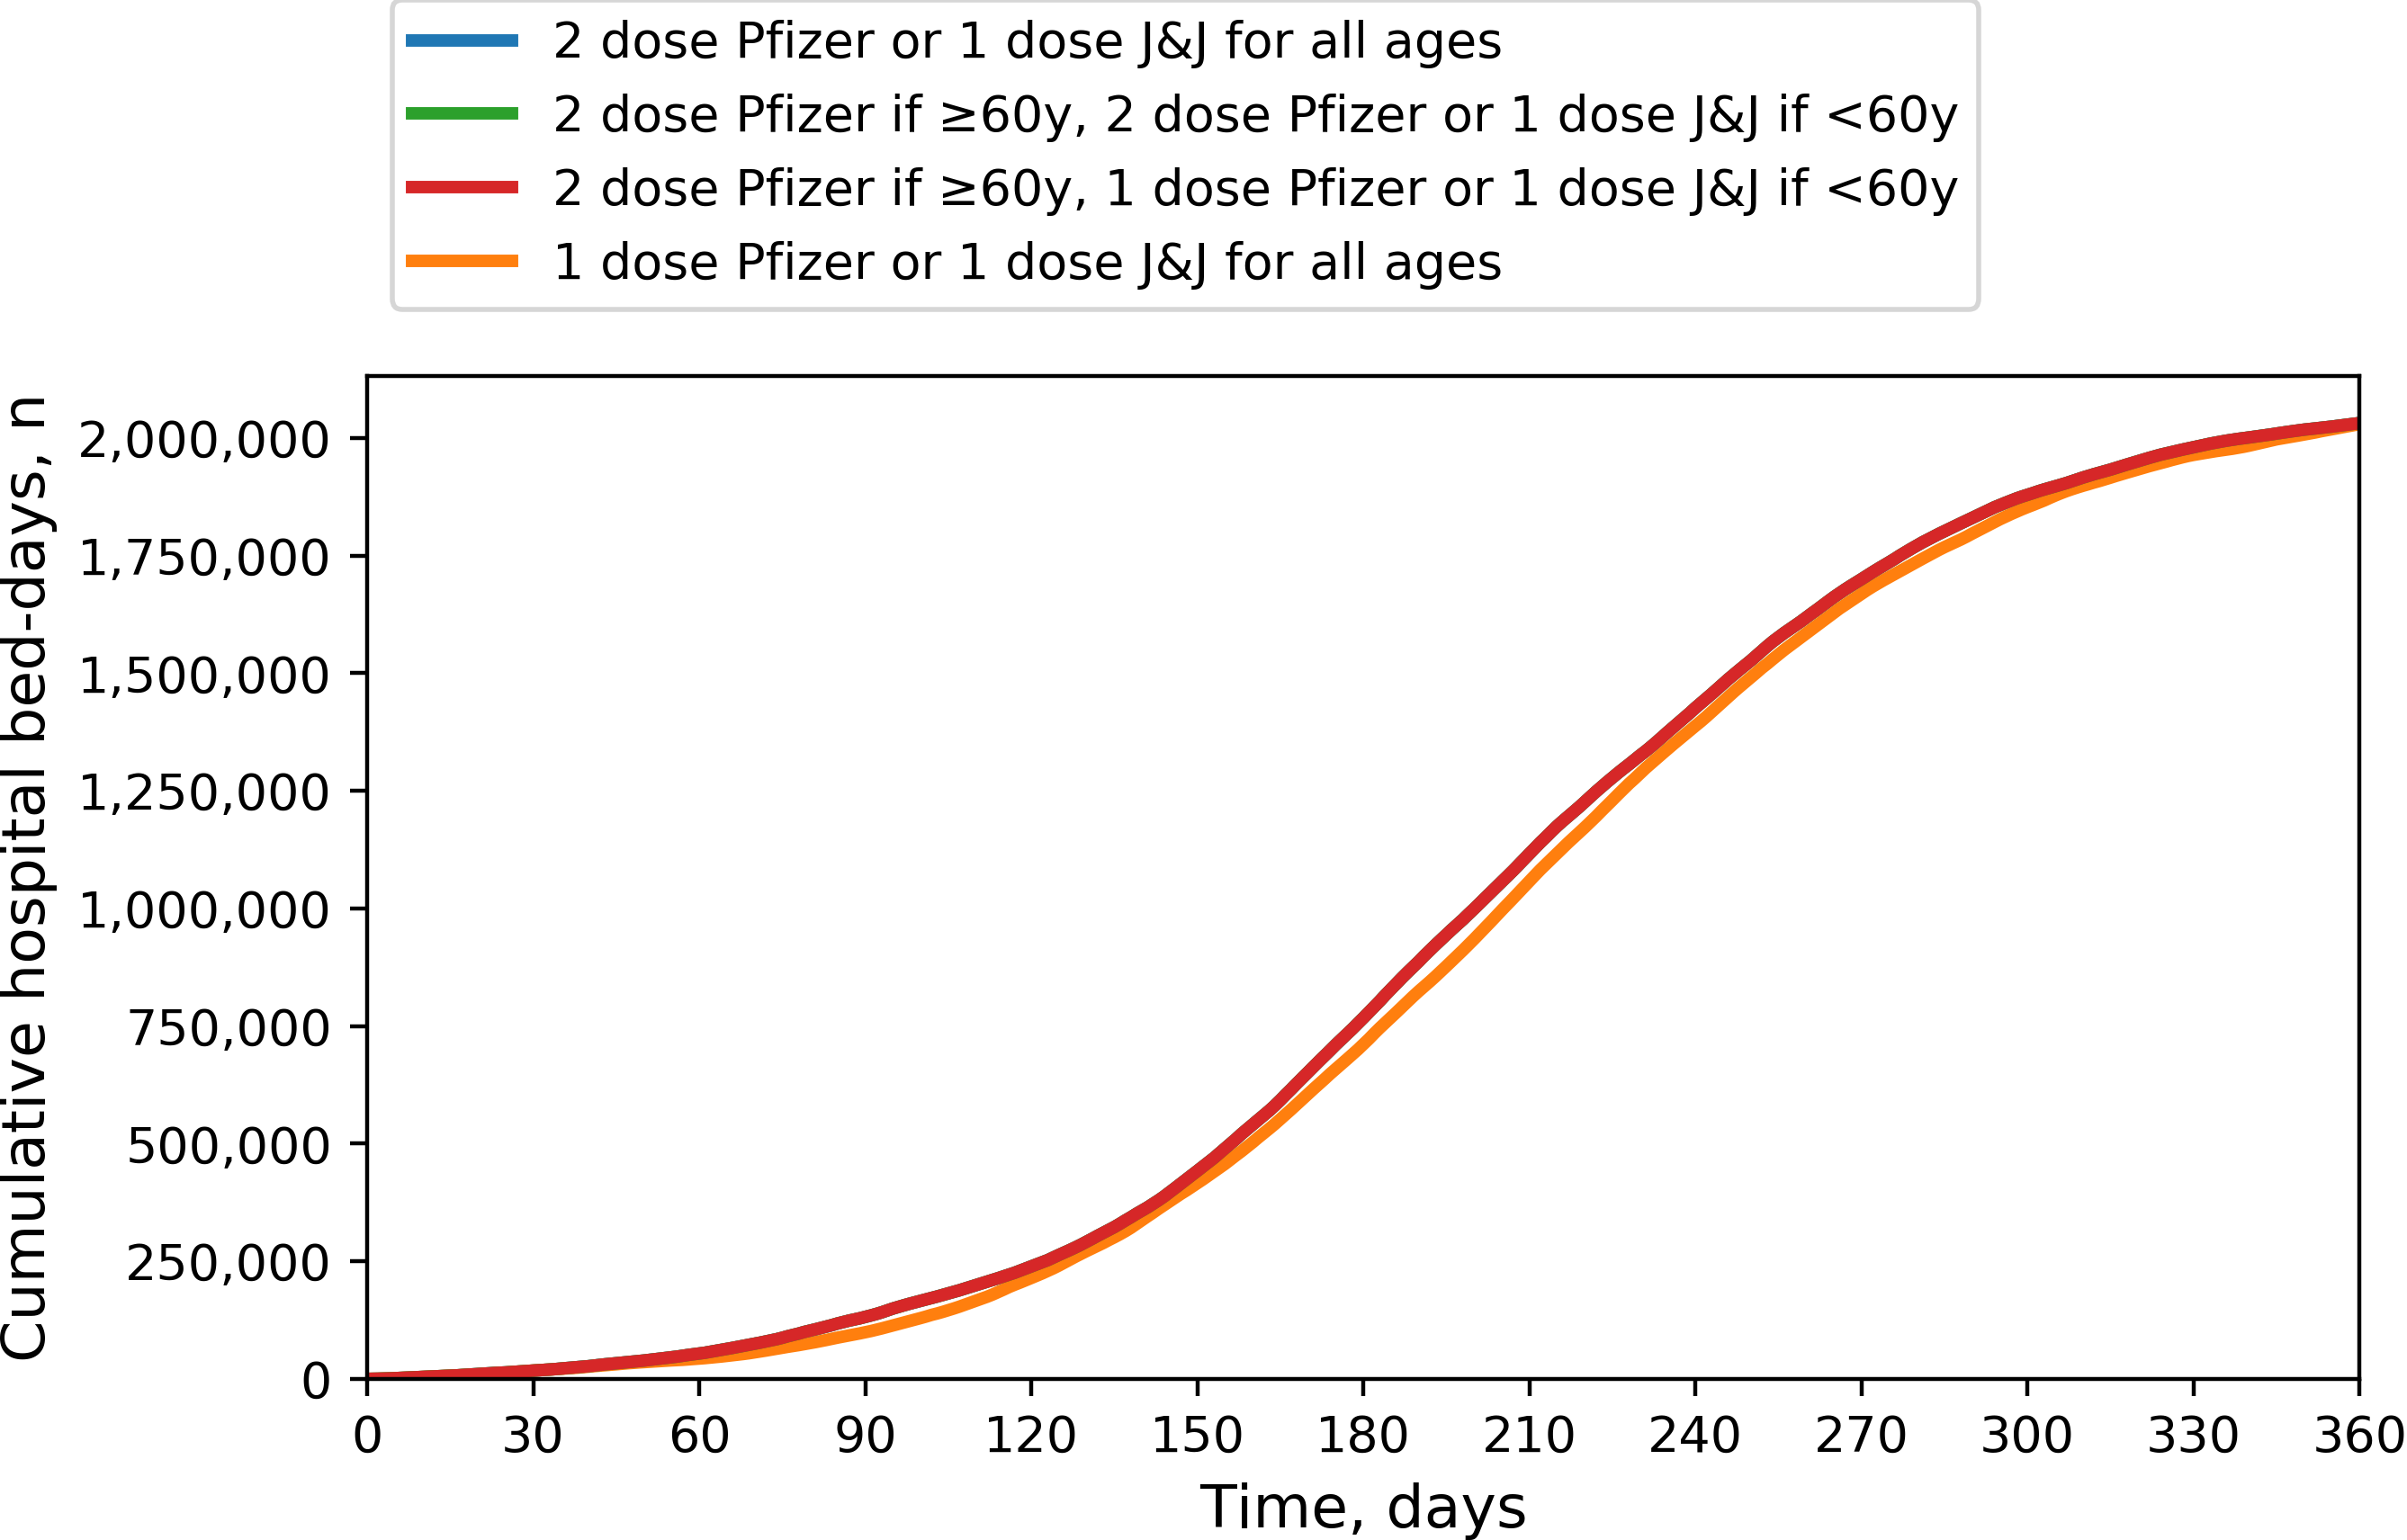 2 dose Pfizer or 1 dose J&J for all ages
2 dose Pfizer if ≥60y, 2 dose Pfizer or 1 dose J&J if <60y
2 dose Pfizer if ≥60y, 1 dose Pfizer or 1 dose J&J if <60y
1 dose Pfizer or 1 dose J&J for all ages
Cumulative hospital bed-days, n
2,000,000
1,750,000
1,500,000
1,250,000
1,000,000
750,000
500,000
250,000
0
0 30 60 90 120 150 180 210 240 270 300 330 360
Time, days